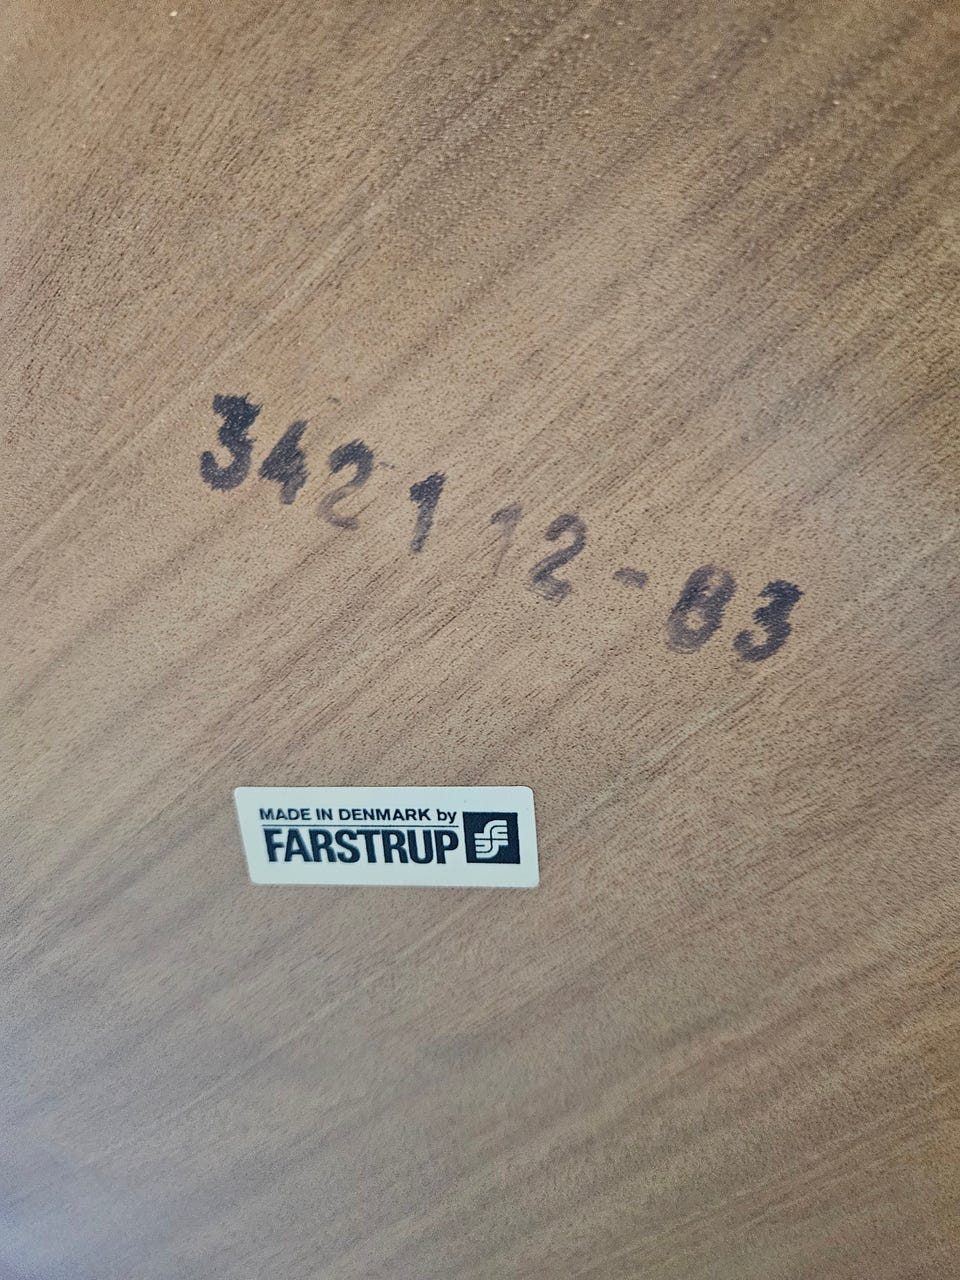 3421 12-83
MADE IN DENMARK by
FARSTRUP